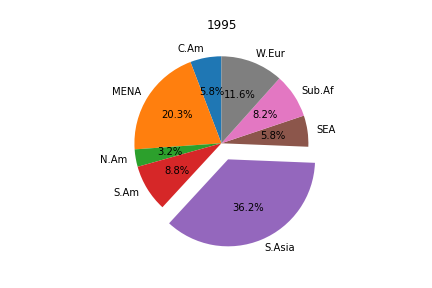 1995
C.Am
W.Eur
MENA
5.8%
11.6%
Sub.Af
20.3%
8.2%
SEA
5.8%
N.Am
3.2%
8.8%
S.Am
36.2%
S.Asia